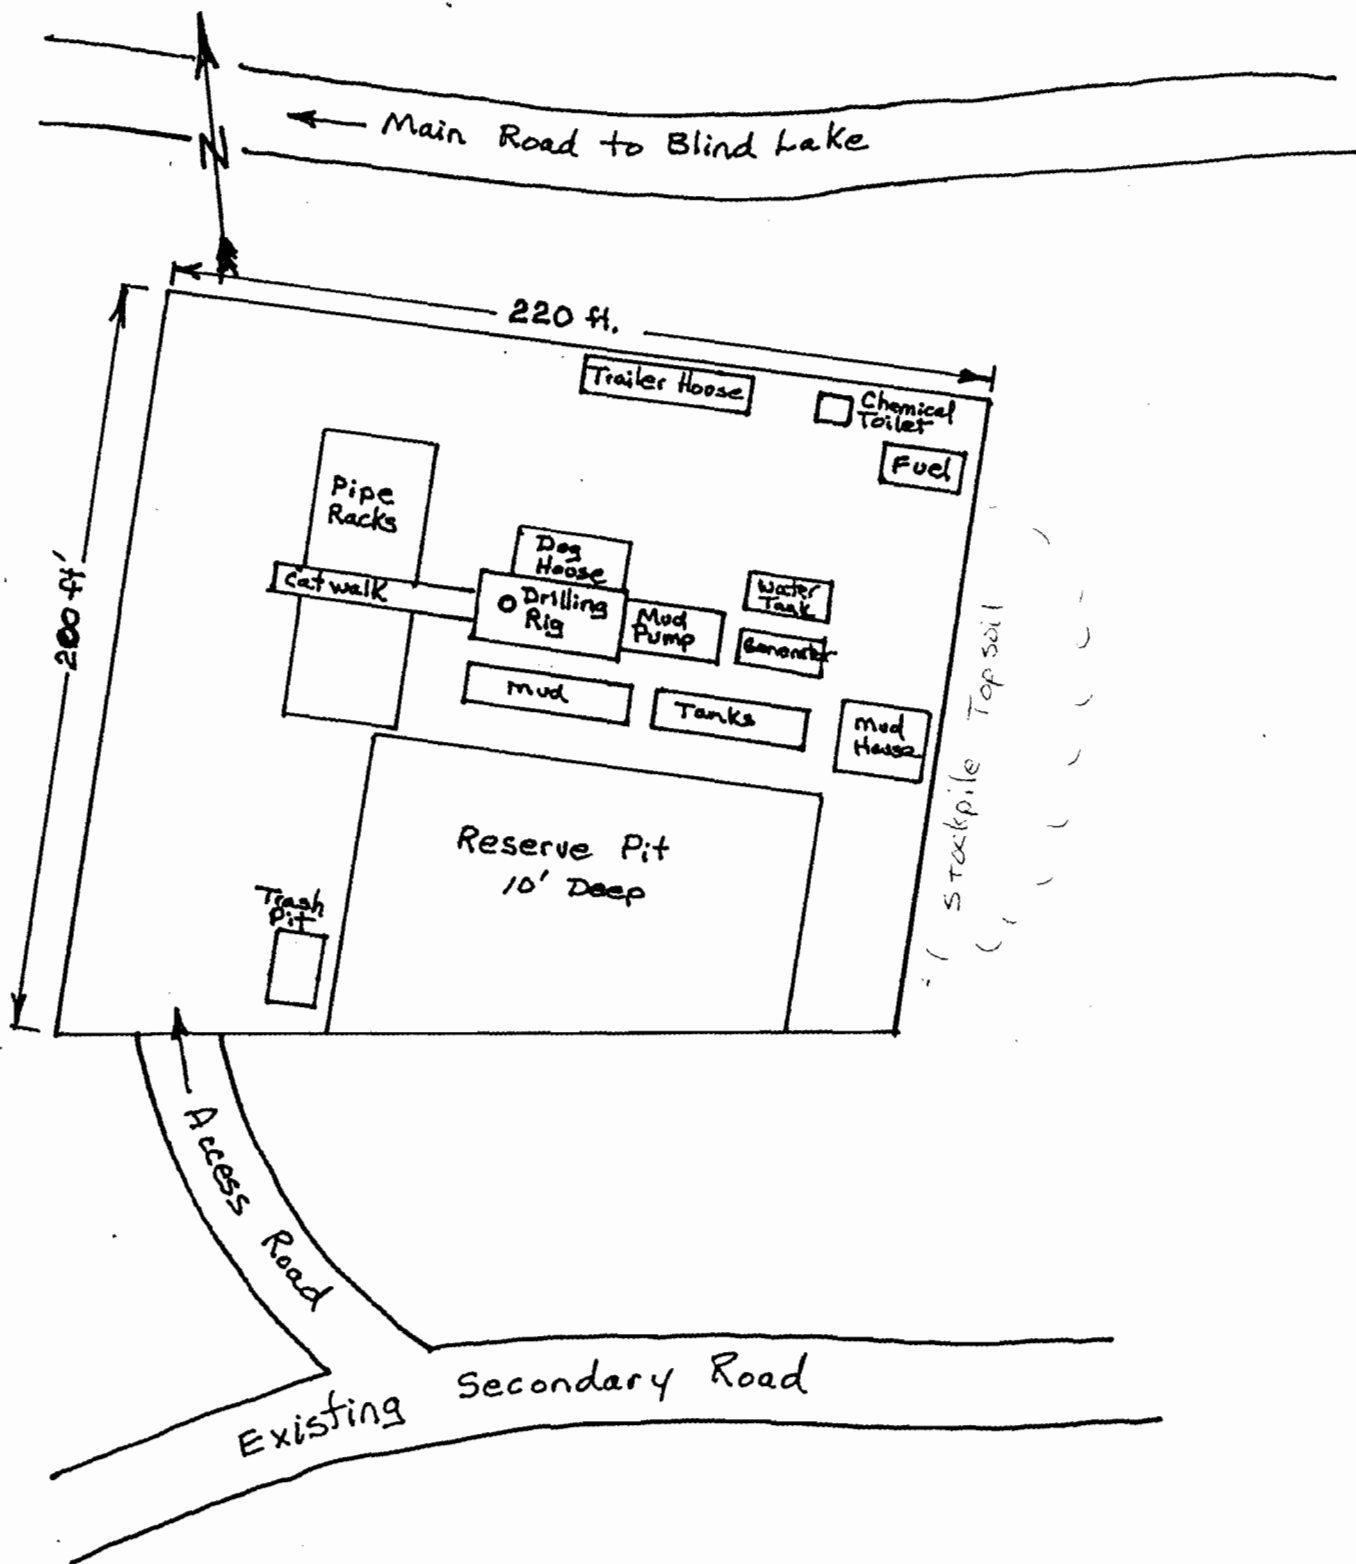 N
Main Road to Blind Lake
220 ft.
200 ft'
Trailer House
Chemical
Toilet
Fuel
Pipe
Racks
Dog
House
Catwalk
Drilling
Rig
Mud
Pump
Water
Tank
Generator
Mud
Tanks
Mud
House
Stockpile Topsoil
Reserve Pit
10' Deep
Trash
Pit
Access Road
Existing Secondary Road